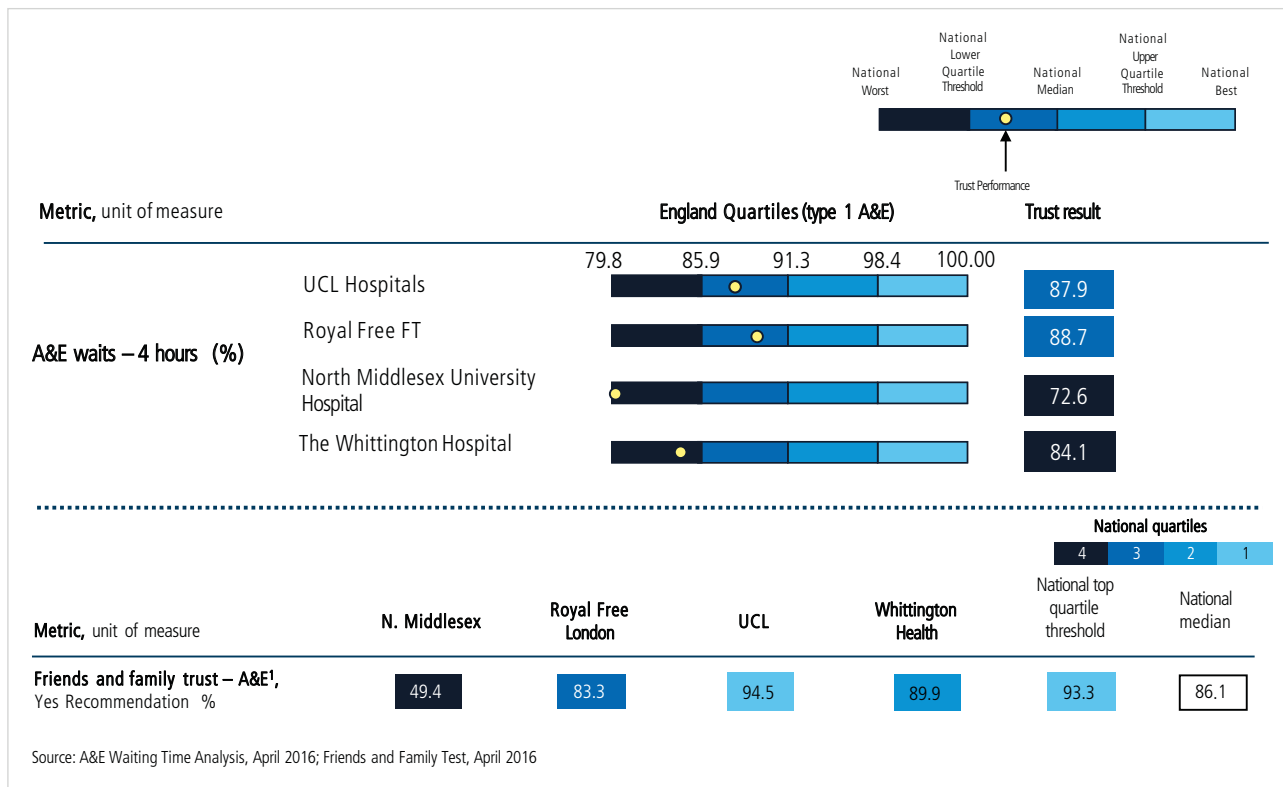 National Worst
National Lower Quartile Threshold
National Median
National Upper Quartile Threshold
National Best
Trust Performance
Metric, unit of measure
England Quartiles (type 1 A&E)
Trust result
79.8 85.9 91.3 98.4 100.00
UCL Hospitals
87.9
Royal Free FT
88.7
A&E waits – 4 hours (%)
North Middlesex University
Hospital
72.6
The Whittington Hospital
84.1
National quartiles
4 3 2 1
Metric, unit of measure
N. Middlesex
Royal Free
London
UCL
Whittington
Health
National top
quartile
threshold
National
median
Friends and family trust – A&E¹,
Yes Recommendation %
49.4
83.3
94.5
89.9
93.3
86.1
Source: A&E Waiting Time Analysis, April 2016; Friends and Family Test, April 2016